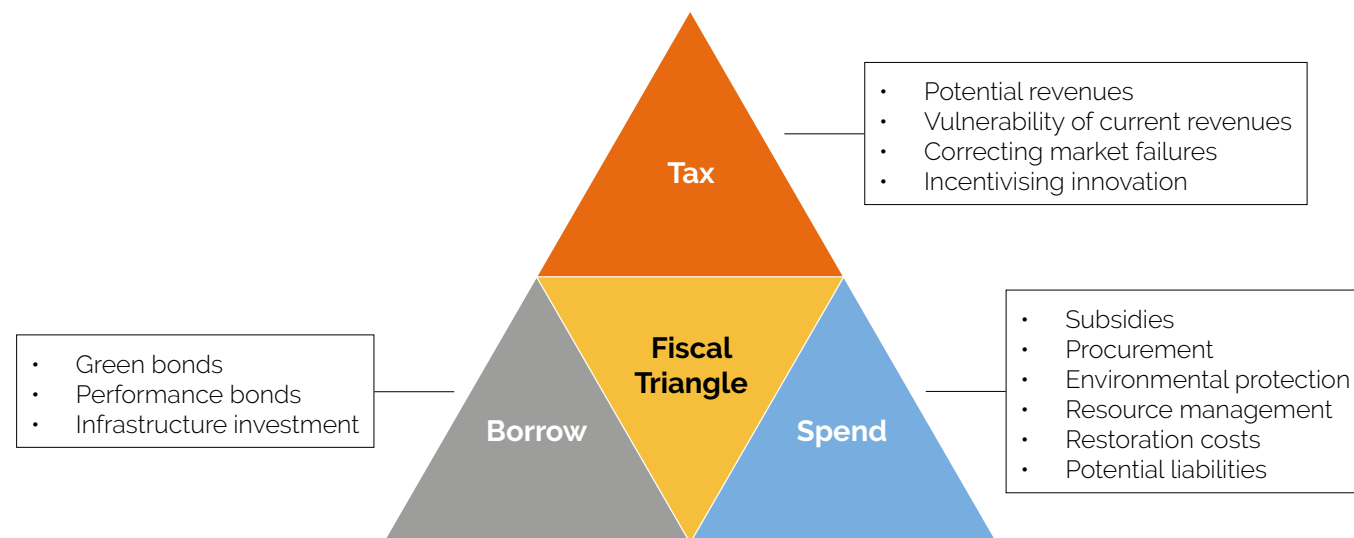 Tax
• Potential revenues
• Vulnerability of current revenues
• Correcting market failures
• Incentivising innovation
Fiscal
Triangle
Borrow
• Green bonds
• Performance bonds
• Infrastructure investment
Spend
• Subsidies
• Procurement
• Environmental protection
• Resource management
• Restoration costs
• Potential liabilities